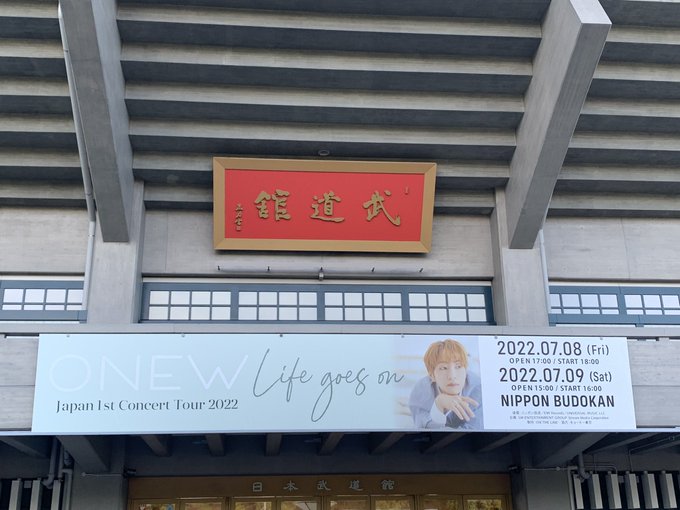 武道館
ONEW Life goes on
Japan 1st Concert Tour 2022
2022.07.08 (Fri)
OPEN 17:00 / START 18:00
2022.07.09 (Sat)
OPEN 15:00 / START 16:00
NIPPON BUDOKAN
日本武道館